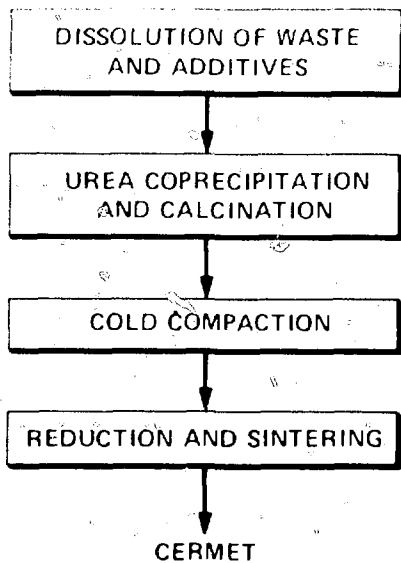 DISSOLUTION OF WASTE
AND ADDITIVES
UREA COPRECIPITATION
AND CALCINATION
COLD COMPACTION
REDUCTION AND SINTERING
CERMET